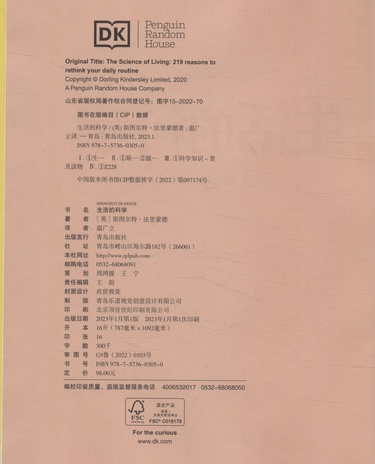 DK
Penguin
Random
House
Original Title: The Science of Living: 219 reasons to
rethink your daily routine
Copyright © Dorling Kindersley Limited, 2020
A Penguin Random House Company
山东省版权局著作权合同登记号：图字15-2022-70
图书在版编目（CIP）数据
生活的科学 / (英) 斯图尔特·法里蒙德著；温广
立译. — 青岛：青岛出版社, 2023.1
ISBN 978-7-5736-0305-0
Ⅰ.①生… Ⅱ.①斯…②温… Ⅲ.①科学知识-普
及读物 Ⅳ.①Z228
中国版本图书馆CIP数据核字（2022）第097174号
书 名 生活的科学
著 者 [英] 斯图尔特·法里蒙德
译 者 温广立
出版发行 青岛出版社
社 址 青岛市崂山区海尔路182号（266061）
本社网址 http://www.qdpub.com
邮购电话 0532-68068091
策 划 周鸿媛 王 宁
责任编辑 王 韵
封面设计 尚世视觉
制 版 青岛乐道视觉创意设计有限公司
印 刷 北京顶佳世纪印刷有限公司
出版日期 2023年1月第1版 2023年1月第1次印刷
开 本 16开（787毫米×1092毫米）
印 张 16
字 数 300千
审 图 号 GS鲁（2022）0103号
书 号 ISBN 978-7-5736-0305-0
定 价 98.00元
编校印装质量、盗版监督服务电话 4006532017 0532-68068050
FSC
www.fsc.org
混合产品
FSC® C018179
For the curious
www.dk.com